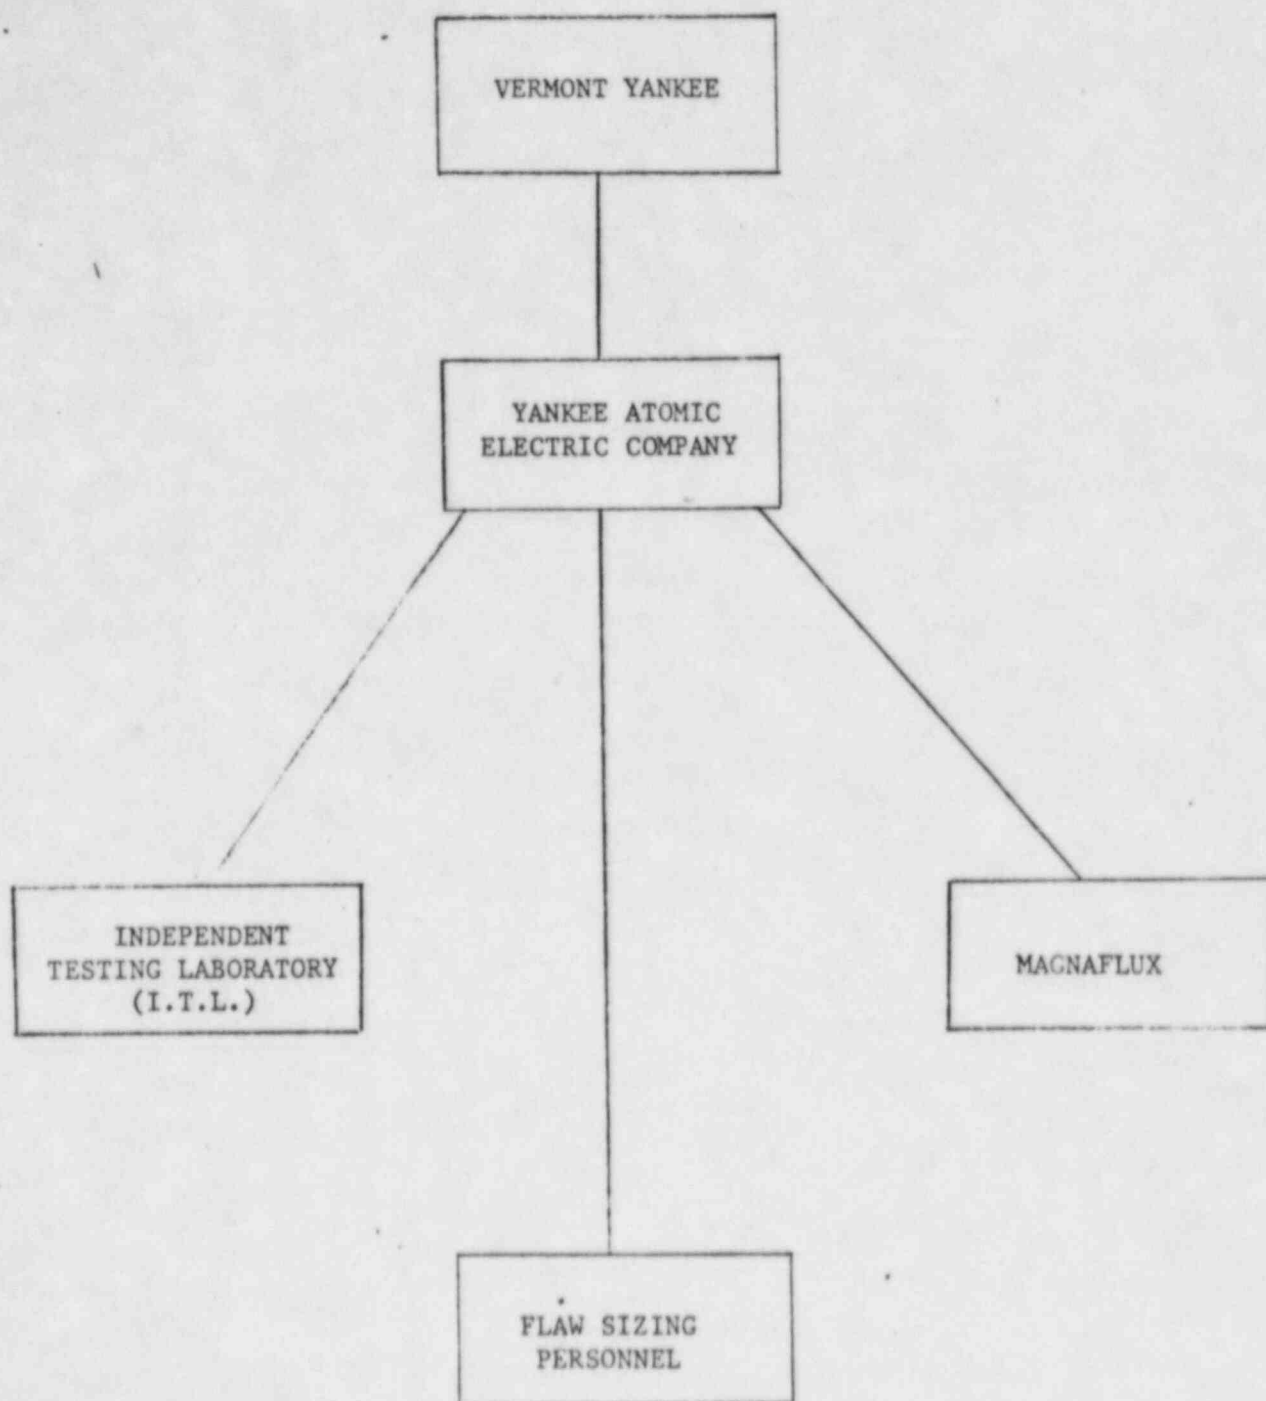 VERMONT YANKEE
YANKEE ATOMIC
ELECTRIC COMPANY
INDEPENDENT
TESTING LABORATORY
(I.T.L.)
MAGNAFLUX
FLAW SIZING
PERSONNEL